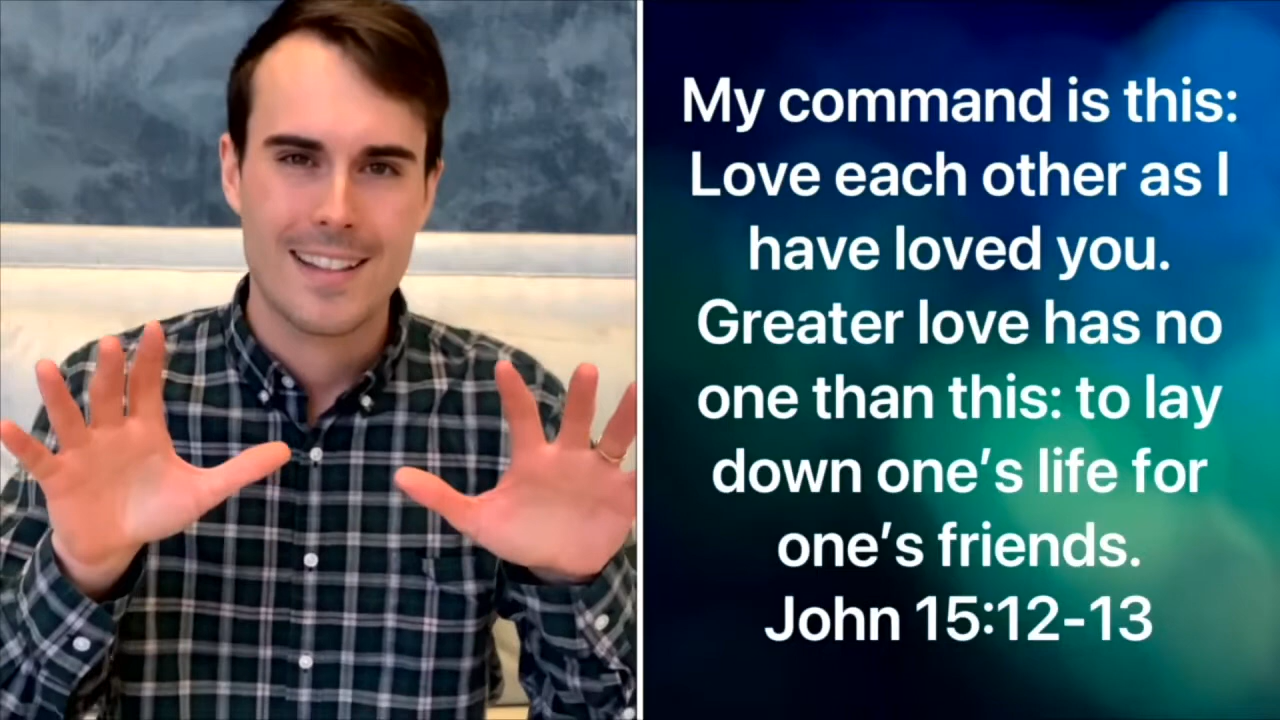 My command is this:
Love each other as I
have loved you.
Greater love has no
one than this: to lay
down one’s life for
one’s friends.
John 15:12-13